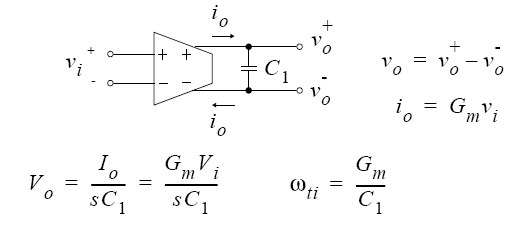 i_o
v_i + - + + - - C_1 v_o^+ v_o^-
i_o
v_o = v_o^+ - v_o^-
i_o = G_m v_i
V_o = I_o / sC_1 = G_m V_i / sC_1
ω_ti = G_m / C_1